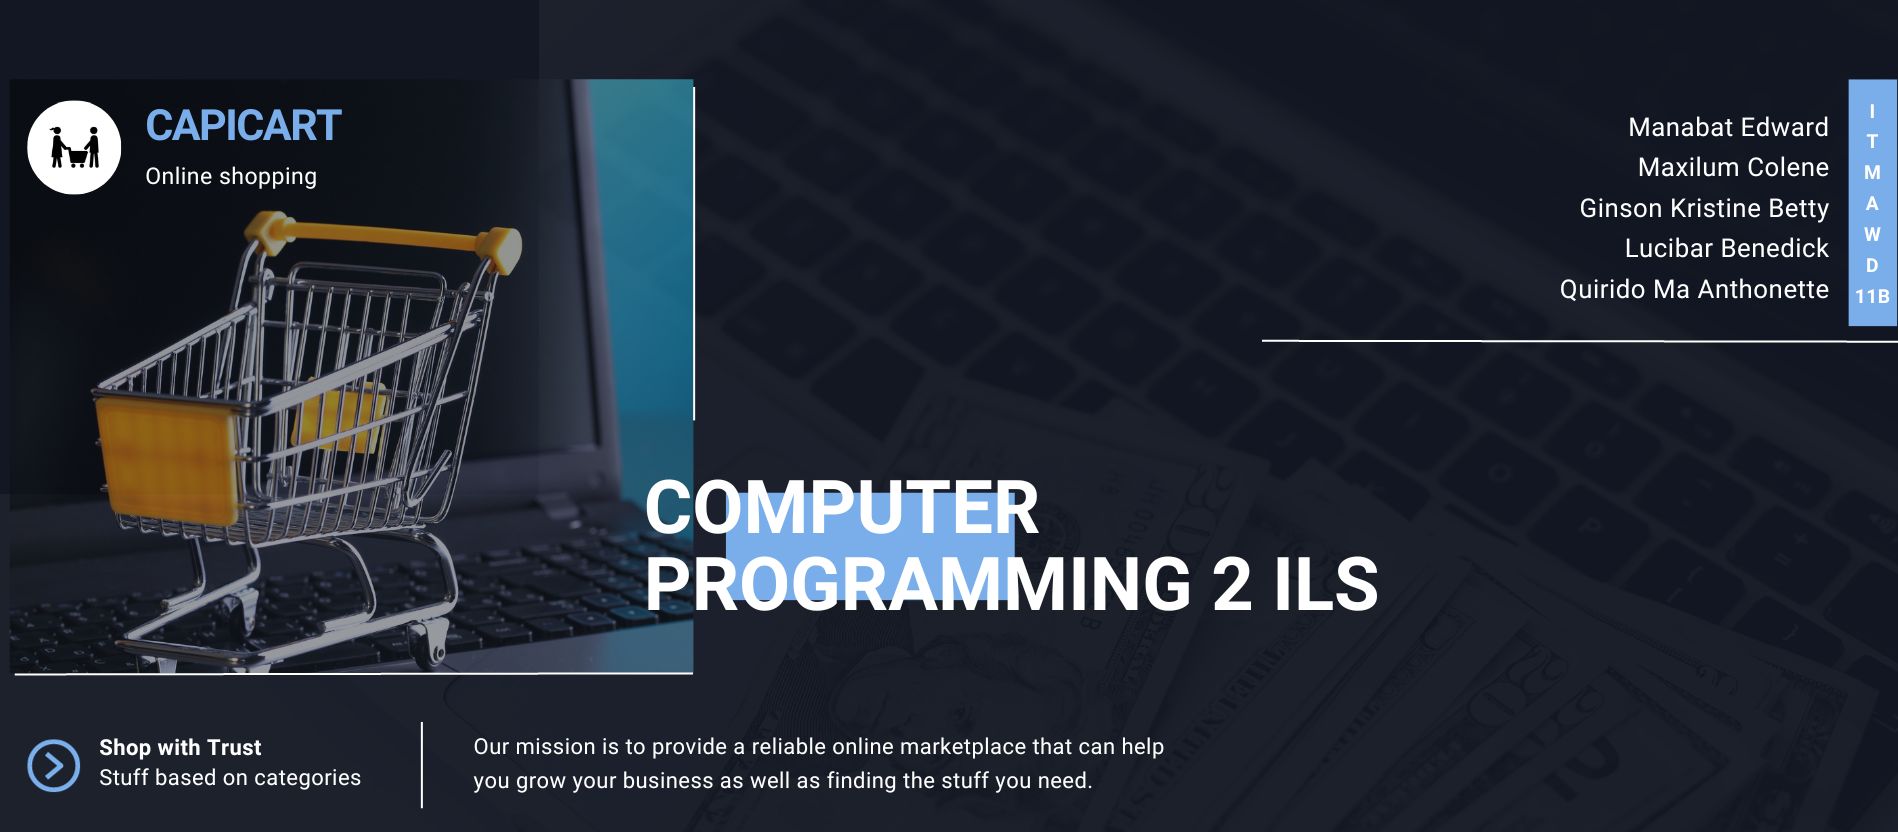 CAPICART
Online shopping
Manabat Edward
Maxilum Colene
Ginson Kristine Betty
Lucibar Benedick
Quirido Ma Anthonette
I
T
M
A
W
D
11B
COMPUTER
PROGRAMMING 2 ILS
Shop with Trust
Stuff based on categories
Our mission is to provide a reliable online marketplace that can help
you grow your business as well as finding the stuff you need.